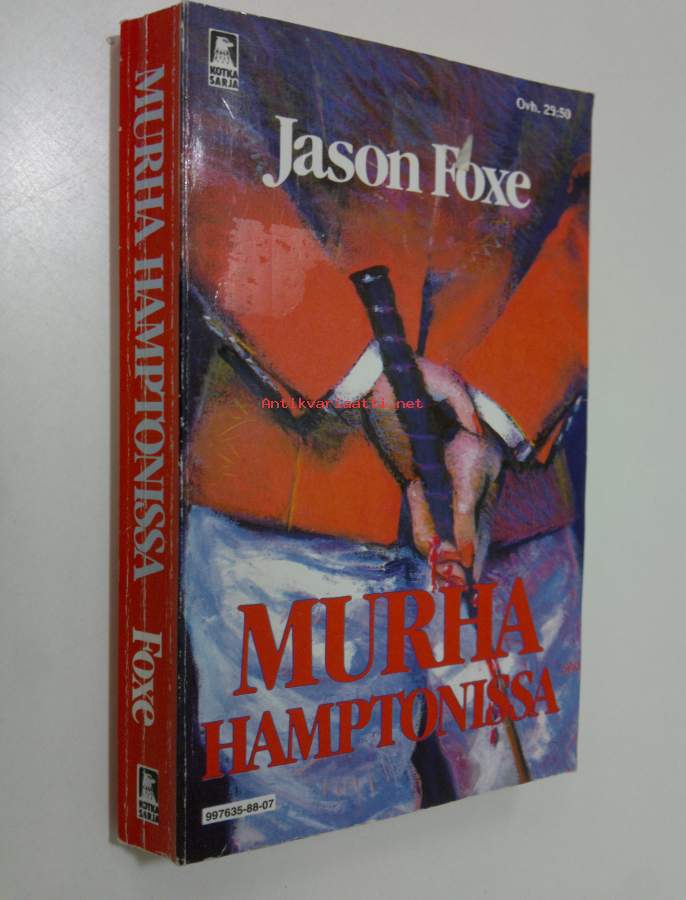 KOTKA
SARJA
Ovh. 29:50
Jason Foxe
Antikvariaatti.net
MURHA
HAMPTONISSA
997635-88-07
MURHA HAMPTONISSA Foxe
KOTKA
SARJA